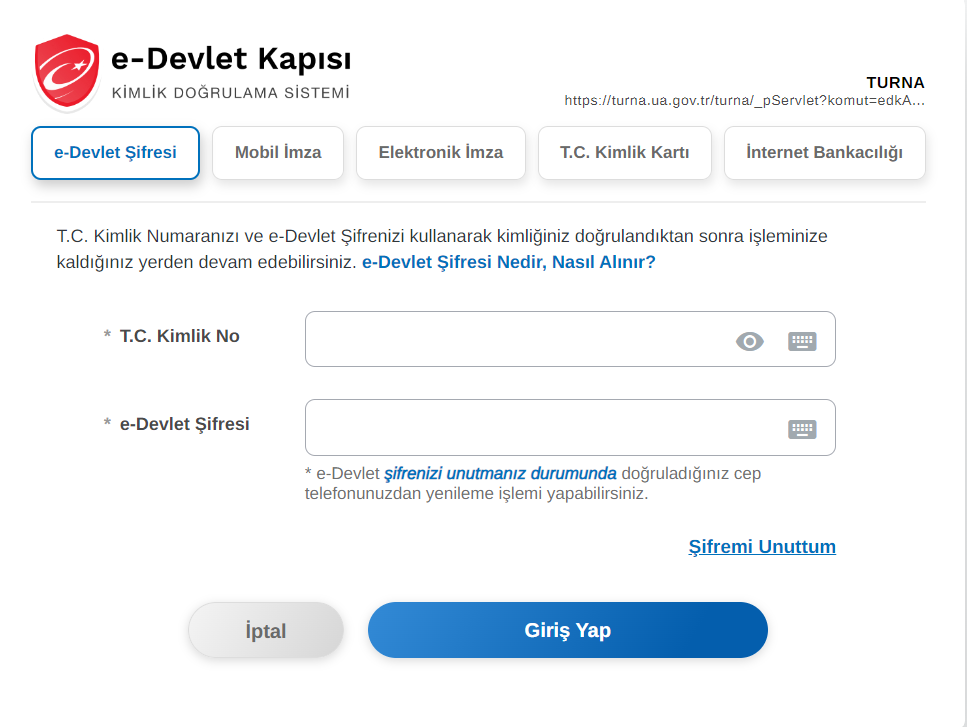 e-Devlet Kapısı
KİMLİK DOĞRULAMA SİSTEMİ
TURNA
https://turna.ua.gov.tr/turna/_pServlet?komut=edkA...
e-Devlet Şifresi
Mobil İmza
Elektronik İmza
T.C. Kimlik Kartı
İnternet Bankacılığı
T.C. Kimlik Numaranızı ve e-Devlet Şifrenizi kullanarak kimliğiniz doğrulandıktan sonra işleminize
kaldığınız yerden devam edebilirsiniz. e-Devlet Şifresi Nedir, Nasıl Alınır?
* T.C. Kimlik No
* e-Devlet Şifresi
* e-Devlet şifrenizi unutmanız durumunda doğruladığınız cep
telefonunuzdan yenileme işlemi yapabilirsiniz.
Şifremi Unuttum
İptal
Giriş Yap